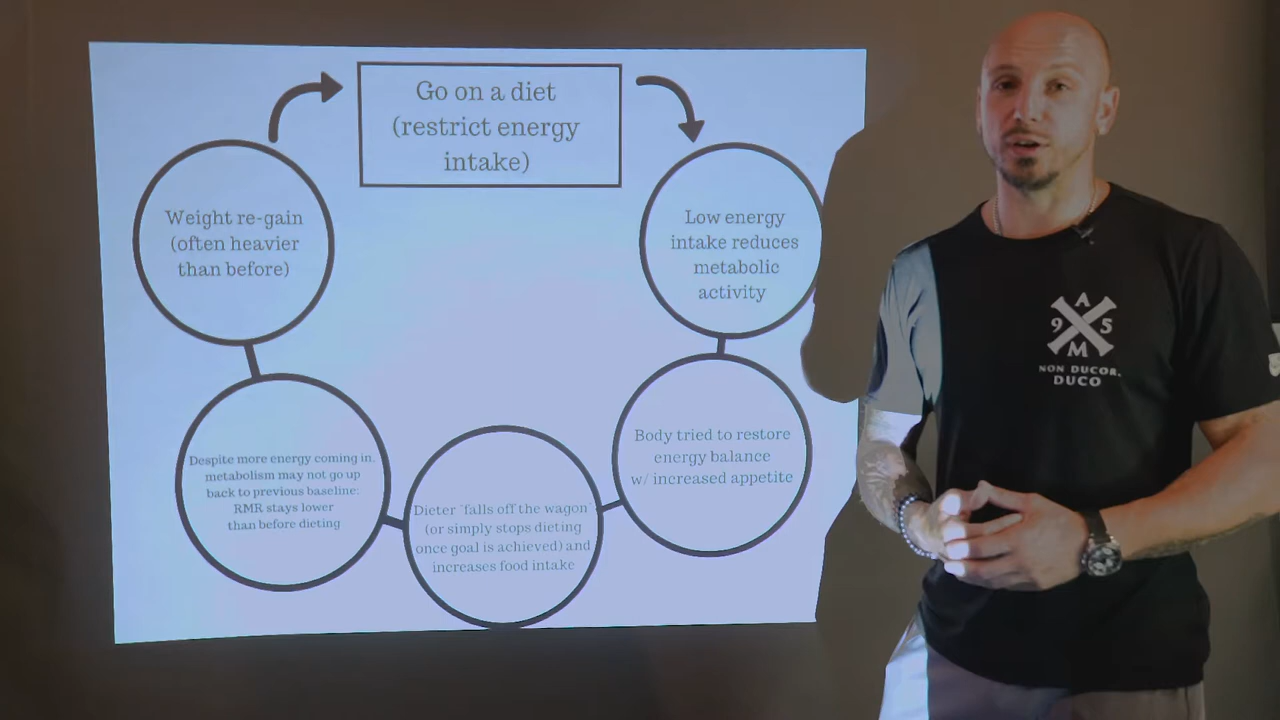 Go on a diet
(restrict energy
intake)
Low energy
intake reduces
metabolic
activity
Body tried to restore
energy balance
w/ increased appetite
Dieter "falls off the wagon
(or simply stops dieting
once goal is achieved) and
increases food intake
Despite more energy coming in,
metabolism may not go up
back to previous baseline:
RMR stays lower
than before dieting
Weight re-gain
(often heavier
than before)
A
9 5
M
NON DUCOR,
DUCO